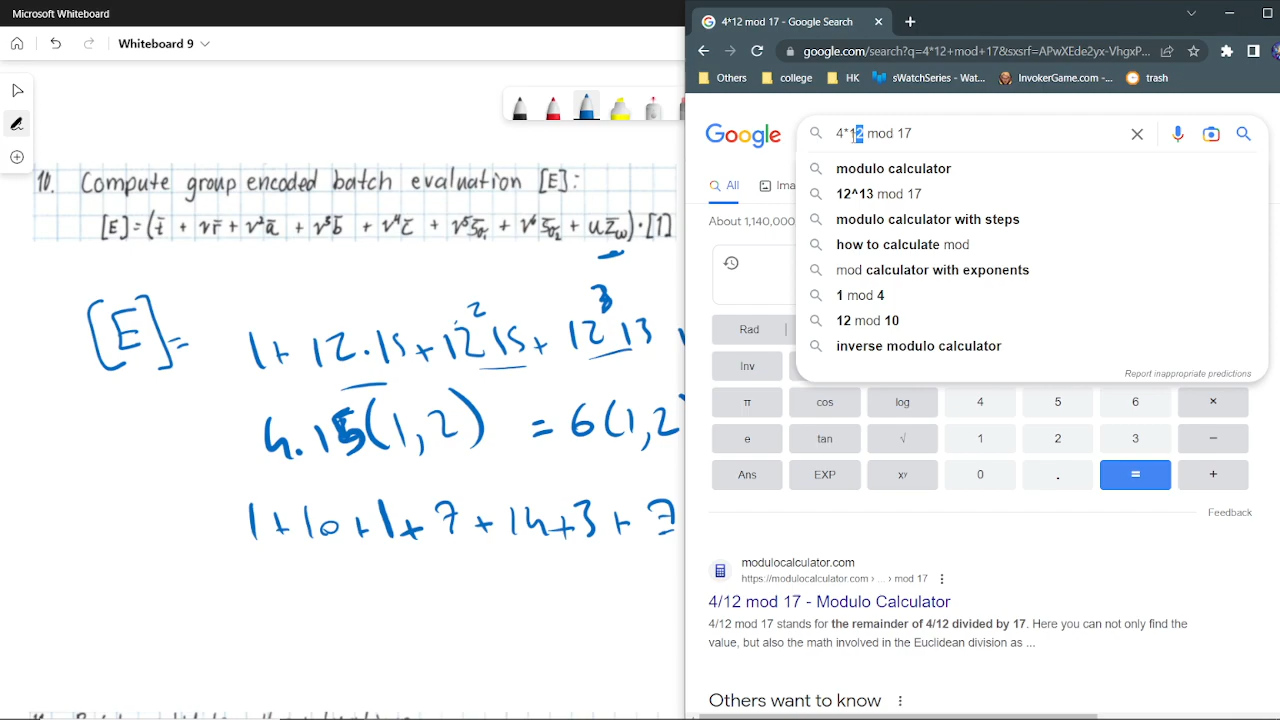 Microsoft Whiteboard
Whiteboard 9
10. Compute group encoded batch evaluation [E]:
[E]=(t̄ + vr̄ + v²ā + v³b̄ + v⁴c̄ + v⁵s̄σ₁ + v⁶s̄σ₂ + uz̄ω)·[1]
[E]= 1+12.15+12²15+12³13
4.15(1,2) = 6(1,2
1+10+1+7+14+3+7
4*12 mod 17 - Google Search
google.com/search?q=4*12+mod+17&sxsrf=APwXEde2yx-VhgxP...
Others college HK sWatchSeries - Wat... InvokerGame.com -... trash
Google 4*12 mod 17
All Ima
About 1,140,000
modulo calculator
12^13 mod 17
modulo calculator with steps
how to calculate mod
mod calculator with exponents
1 mod 4
12 mod 10
inverse modulo calculator
Report inappropriate predictions
Rad
Inv
π cos log 4 5 6 ×
e tan √ 1 2 3 −
Ans EXP xʸ 0 . = +
Feedback
modulocalculator.com
https://modulocalculator.com › ... › mod 17
4/12 mod 17 - Modulo Calculator
4/12 mod 17 stands for the remainder of 4/12 divided by 17. Here you can not only find the
value, but also the math involved in the Euclidean division as ...
Others want to know